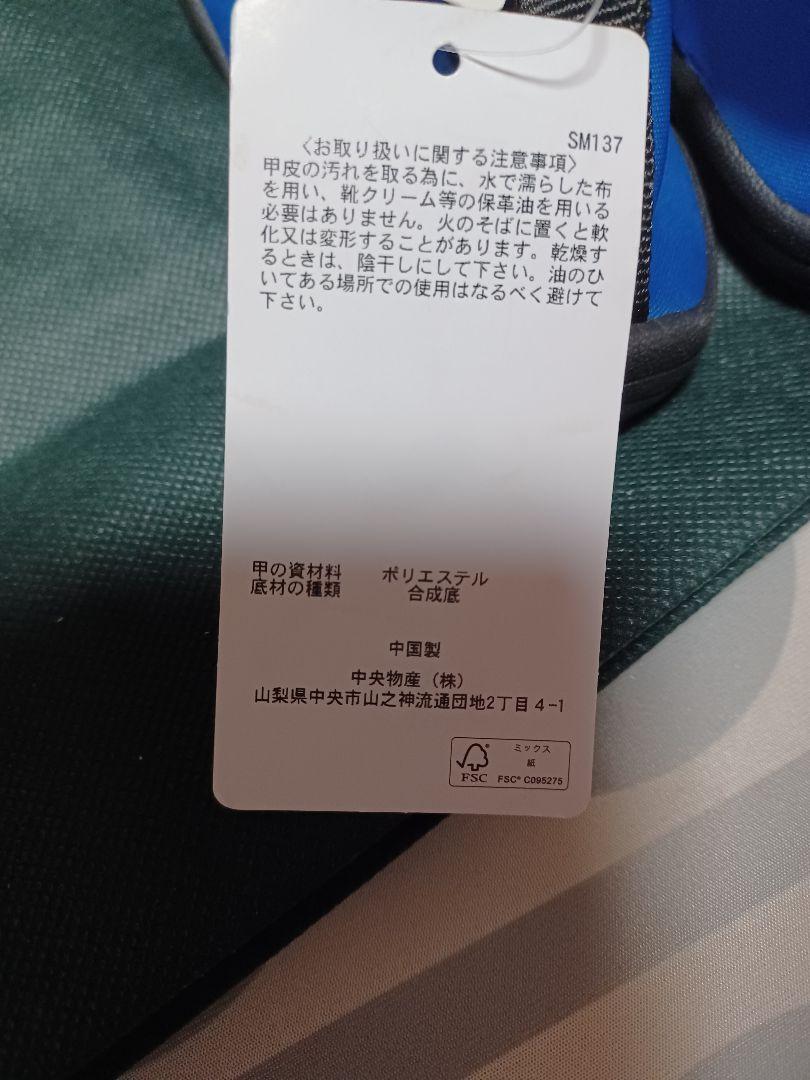 SM137
〈お取り扱いに関する注意事項〉
甲皮の汚れを取る為に、水で濡らした布
を用い、靴クリーム等の保革油を用いる
必要はありません。火のそばに置くと軟
化又は変形することがあります。乾燥す
るときは、陰干しにして下さい。油のひ
いてある場所での使用はなるべく避けて
下さい。
甲の資材料 ポリエステル
底材の種類 合成底
中国製
中央物産（株）
山梨県中央市山之神流通団地2丁目４-1
ミックス
紙
FSC FSC® C095275